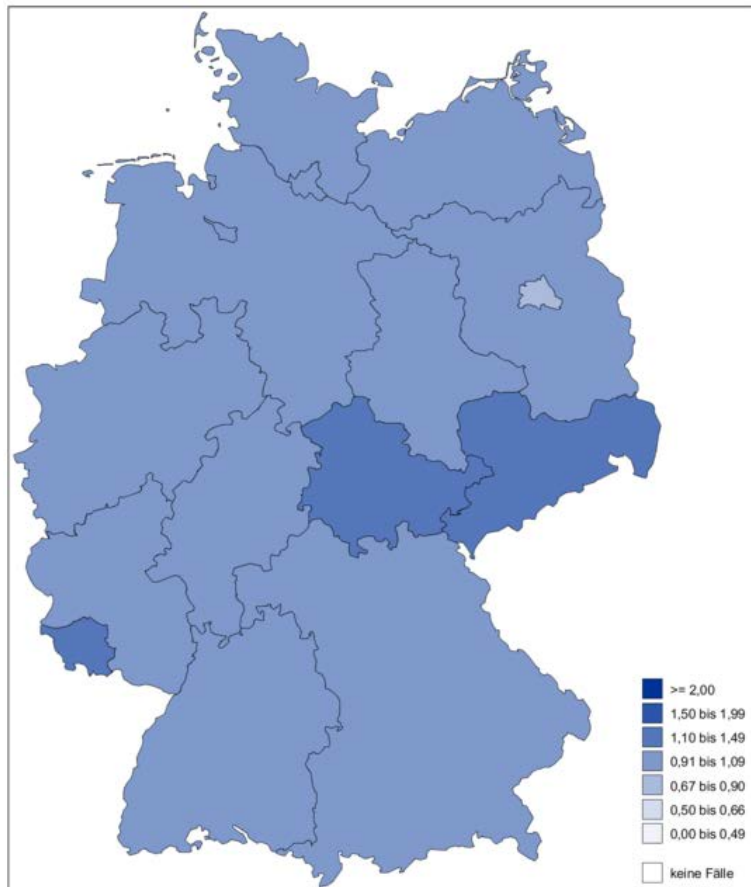 >= 2,00
1,50 bis 1,99
1,10 bis 1,49
0,91 bis 1,09
0,67 bis 0,90
0,50 bis 0,66
0,00 bis 0,49
keine Fälle